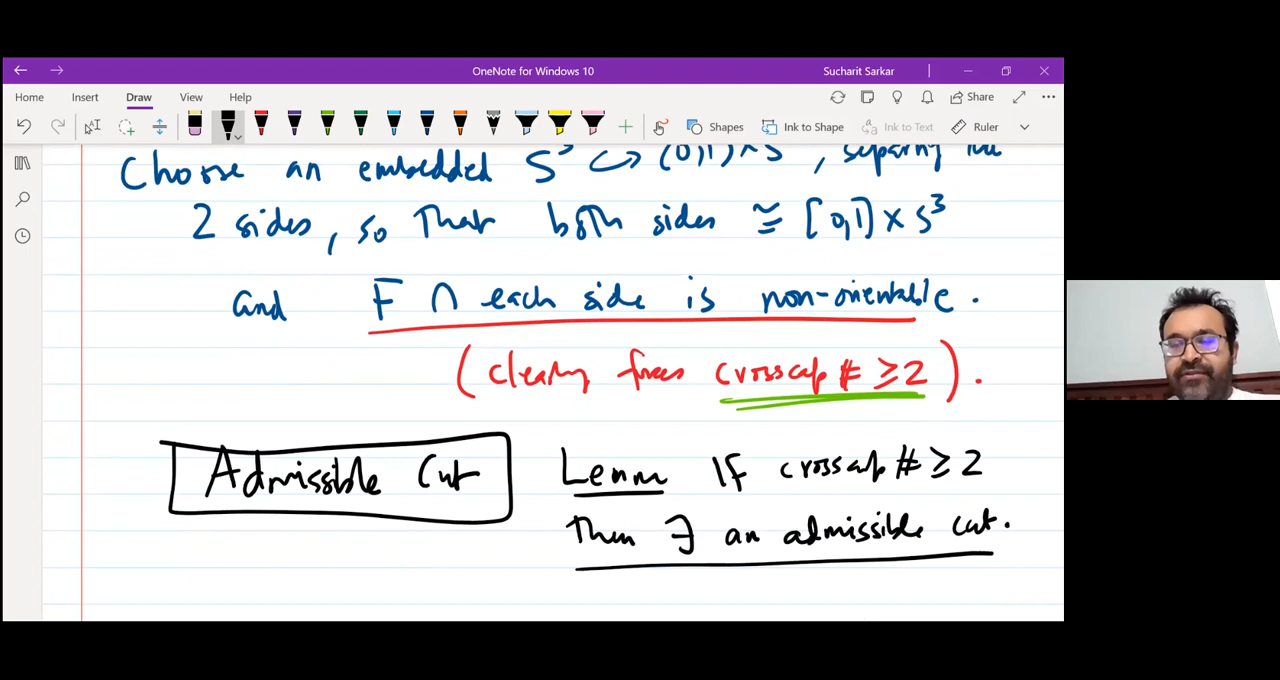 OneNote for Windows 10
Sucharit Sarkar
Home Insert Draw View Help
Share
Shapes Ink to Shape Ink to Text Ruler
Choose an embedded S³ ↪ (0,1) × S³, separing the
2 sides, so that both sides ≅ [0,1] × S³
and F ∩ each side is non-orientable.
(clearly forces crosscap # ≥ 2).
Admissible Cut
Lemm If crosscap # ≥ 2
then ∃ an admissible cut.